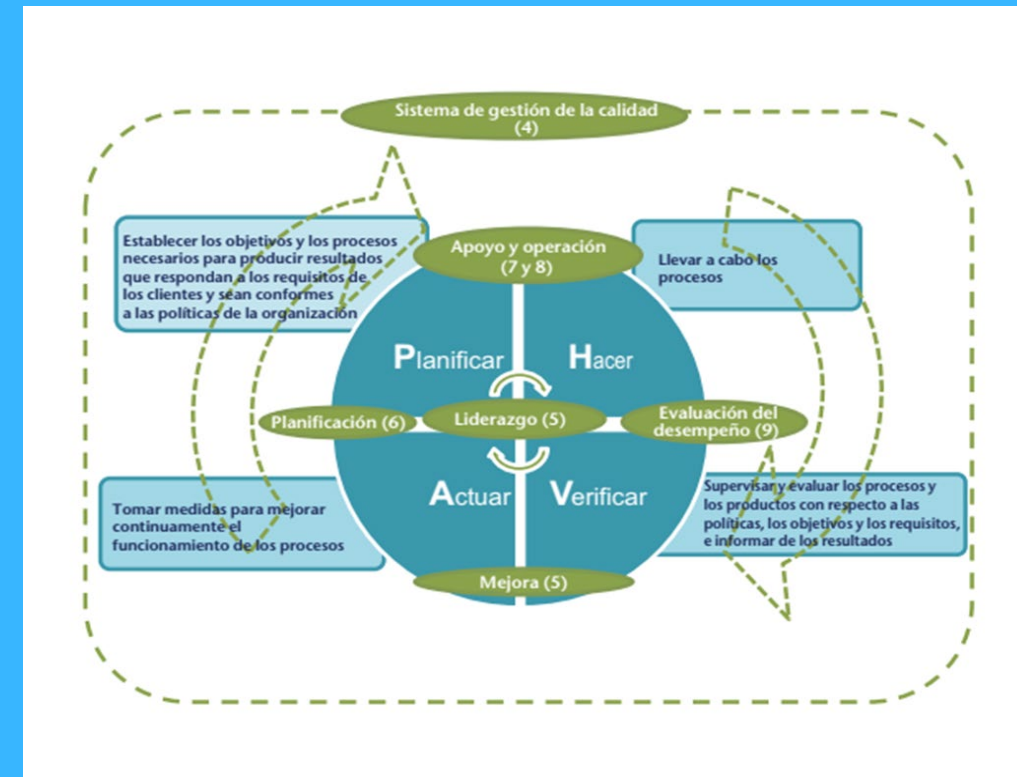 Sistema de gestión de la calidad
(4)
Establecer los objetivos y los procesos
necesarios para producir resultados
que respondan a los requisitos de
los clientes y sean conformes
a las políticas de la organización
Apoyo y operación
(7 y 8)
Llevar a cabo los
procesos
Planificar
Hacer
Planificación (6)
Liderazgo (5)
Evaluación del
desempeño (9)
Actuar
Verificar
Tomar medidas para mejorar
continuamente el
funcionamiento de los procesos
Supervisar y evaluar los procesos y
los productos con respecto a las
políticas, los objetivos y los requisitos,
e informar de los resultados
Mejora (5)